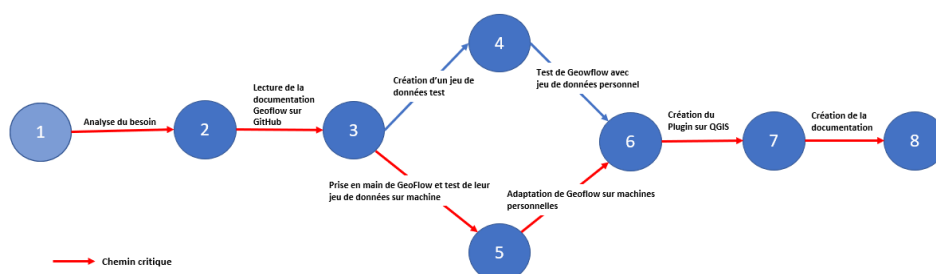 4
Création d'un jeu de
données test
Test de Geowflow avec
jeu de données personnel
1
Analyse du besoin
2
Lecture de la
documentation
Geoflow sur
GitHub
3
6
Création du
Plugin sur QGIS
7
Création de la
documentation
8
Prise en main de GeoFlow et test de leur
jeu de données sur machine
Adaptation de Geoflow sur machines
personnelles
5
Chemin critique